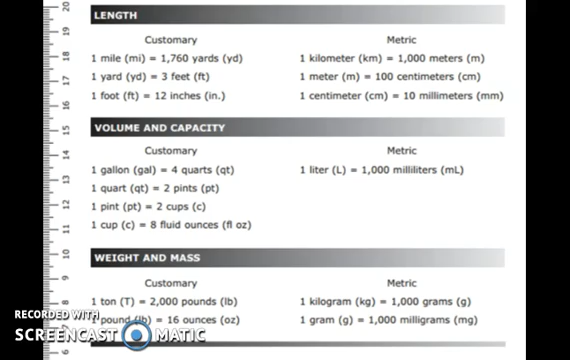 20
19
18
17
16
15
14
13
12
11
10
9
8
7
6
LENGTH
Customary Metric
1 mile (mi) = 1,760 yards (yd) 1 kilometer (km) = 1,000 meters (m)
1 yard (yd) = 3 feet (ft) 1 meter (m) = 100 centimeters (cm)
1 foot (ft) = 12 inches (in.) 1 centimeter (cm) = 10 millimeters (mm)
VOLUME AND CAPACITY
Customary Metric
1 gallon (gal) = 4 quarts (qt) 1 liter (L) = 1,000 milliliters (mL)
1 quart (qt) = 2 pints (pt)
1 pint (pt) = 2 cups (c)
1 cup (c) = 8 fluid ounces (fl oz)
WEIGHT AND MASS
Customary Metric
1 ton (T) = 2,000 pounds (lb) 1 kilogram (kg) = 1,000 grams (g)
1 pound (lb) = 16 ounces (oz) 1 gram (g) = 1,000 milligrams (mg)
RECORDED WITH
SCREENCAST MATIC